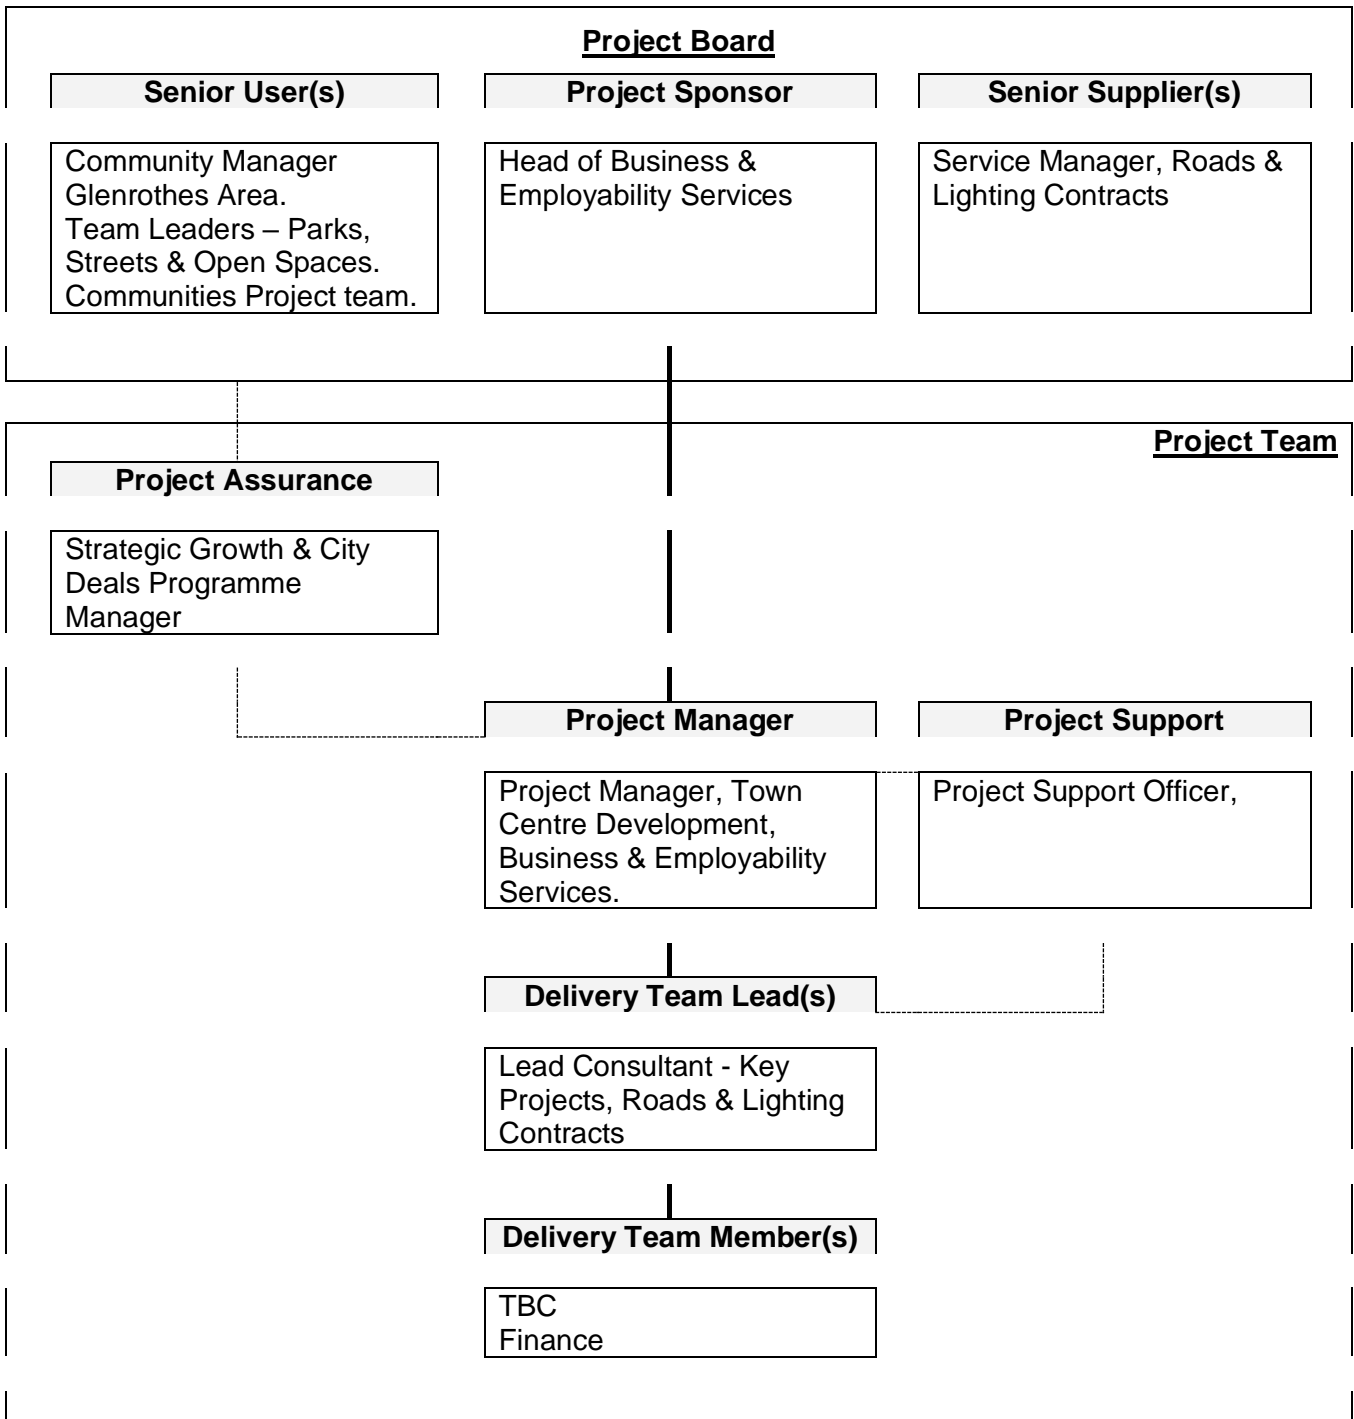 Project Board
Senior User(s)
Project Sponsor
Senior Supplier(s)
Community Manager
Glenrothes Area.
Team Leaders – Parks,
Streets & Open Spaces.
Communities Project team.
Head of Business &
Employability Services
Service Manager, Roads &
Lighting Contracts
Project Team
Project Assurance
Strategic Growth & City
Deals Programme
Manager
Project Manager
Project Support
Project Manager, Town
Centre Development,
Business & Employability
Services.
Project Support Officer,
Delivery Team Lead(s)
Lead Consultant - Key
Projects, Roads & Lighting
Contracts
Delivery Team Member(s)
TBC
Finance